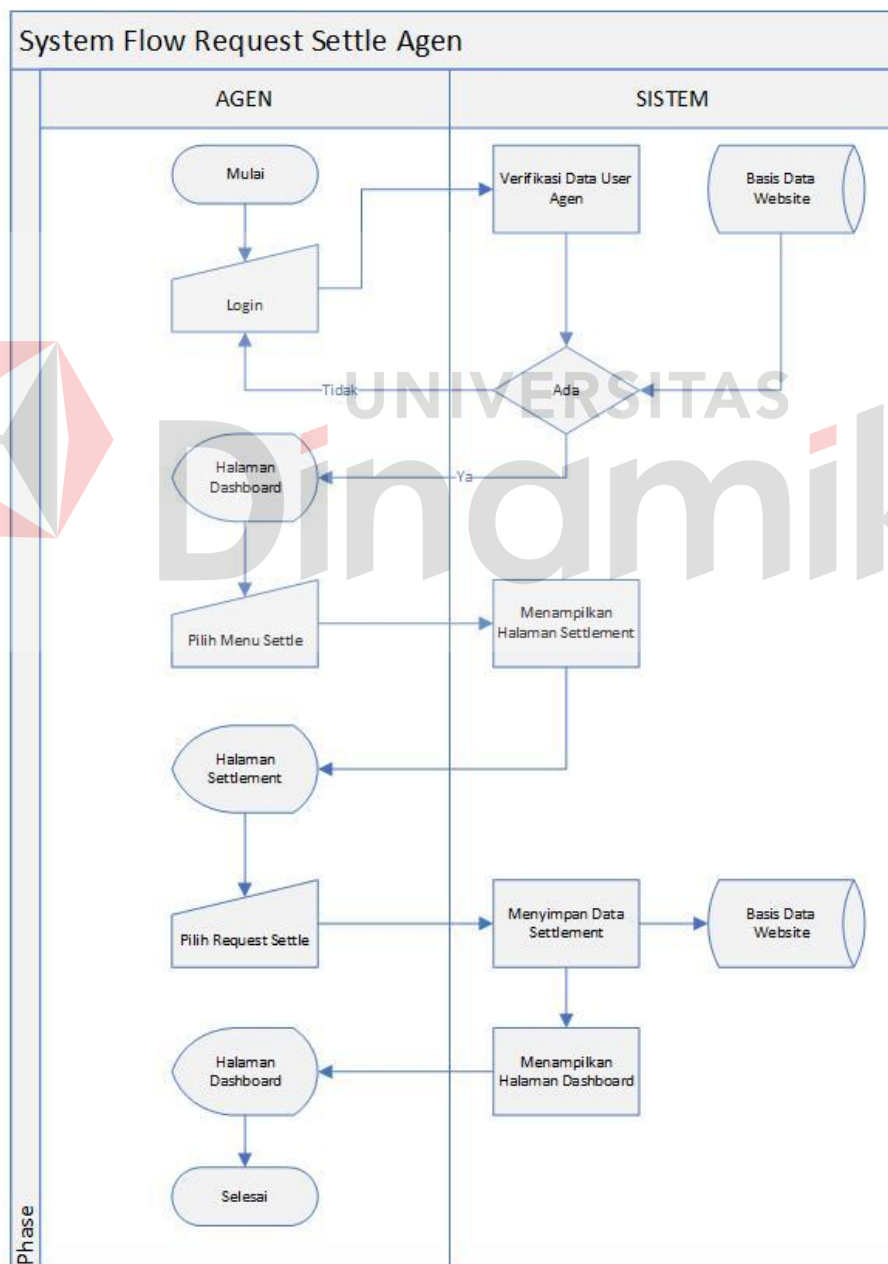 System Flow Request Settle Agen
AGEN
SISTEM
Mulai
Verifikasi Data User
Agen
Basis Data
Website
Login
Tidak
Ada
UNIVERSITAS
Dinamik
Halaman
Dashboard
Ya
Pilih Menu Settle
Menampilkan
Halaman Settlement
Halaman
Settlement
Pilih Request Settle
Menyimpan Data
Settlement
Basis Data
Website
Halaman
Dashboard
Menampilkan
Halaman Dashboard
Selesai
Phase